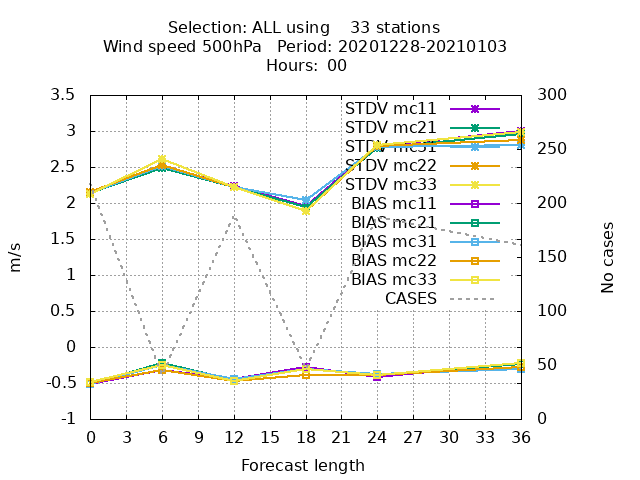 Selection: ALL using 33 stations
Wind speed 500hPa Period: 20201228-20210103
Hours: 00
3.5
3
2.5
2
1.5
1
0.5
0
-0.5
-1
m/s
300
250
200
150
100
50
0
No cases
STDV mc11
STDV mc21
STDV mc31
STDV mc22
STDV mc33
BIAS mc11
BIAS mc21
BIAS mc31
BIAS mc22
BIAS mc33
CASES
0 3 6 9 12 15 18 21 24 27 30 33 36
Forecast length